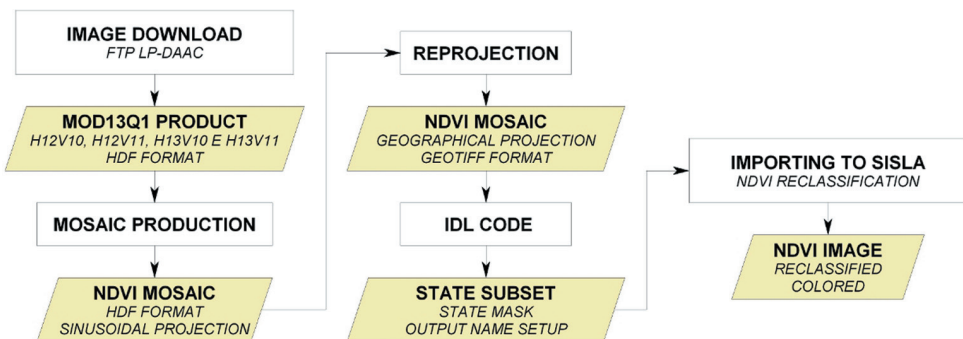 IMAGE DOWNLOAD
FTP LP-DAAC
MOD13Q1 PRODUCT
H12V10, H12V11, H13V10 E H13V11
HDF FORMAT
MOSAIC PRODUCTION
NDVI MOSAIC
HDF FORMAT
SINUSOIDAL PROJECTION
REPROJECTION
NDVI MOSAIC
GEOGRAPHICAL PROJECTION
GEOTIFF FORMAT
IDL CODE
STATE SUBSET
STATE MASK
OUTPUT NAME SETUP
IMPORTING TO SISLA
NDVI RECLASSIFICATION
NDVI IMAGE
RECLASSIFIED
COLORED